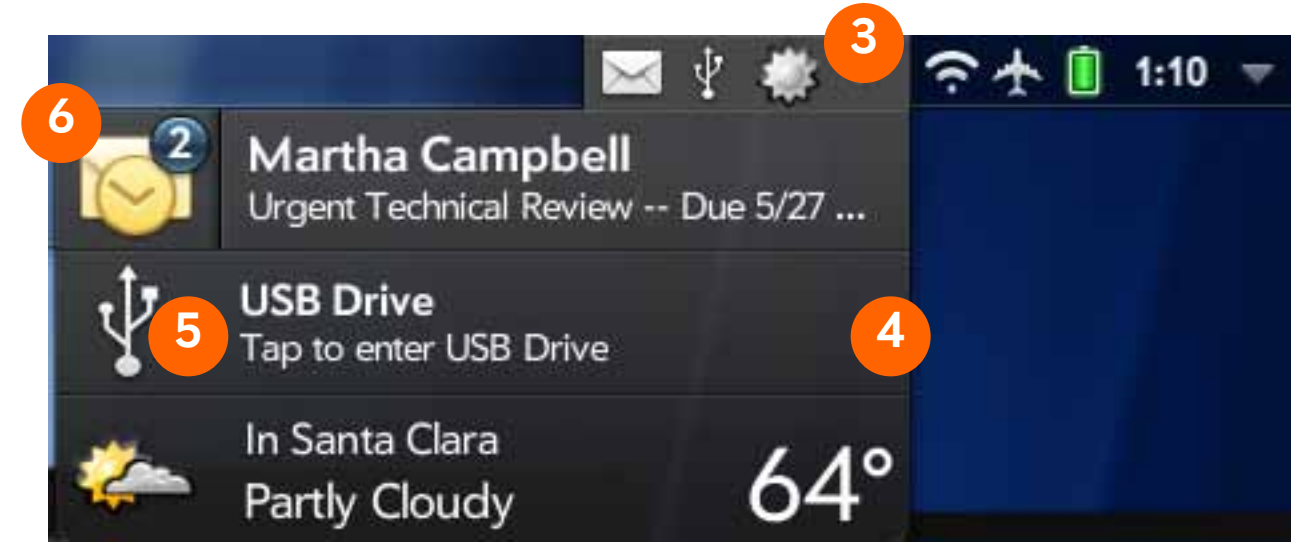 3
1:10
6
2
Martha Campbell
Urgent Technical Review -- Due 5/27 ...
5
USB Drive
Tap to enter USB Drive
4
In Santa Clara
Partly Cloudy
64°